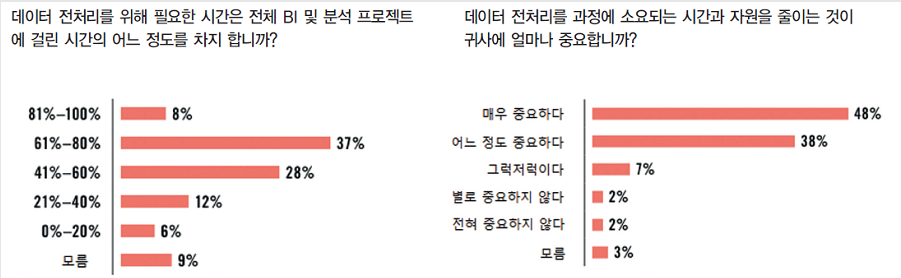 데이터 전처리를 위해 필요한 시간은 전체 BI 및 분석 프로젝트
에 걸린 시간의 어느 정도를 차지 합니까?
81%–100% 8%
61%–80% 37%
41%–60% 28%
21%–40% 12%
0%–20% 6%
모름 9%
데이터 전처리를 과정에 소요되는 시간과 자원을 줄이는 것이
귀사에 얼마나 중요합니까?
매우 중요하다 48%
어느 정도 중요하다 38%
그럭저럭이다 7%
별로 중요하지 않다 2%
전혀 중요하지 않다 2%
모름 3%